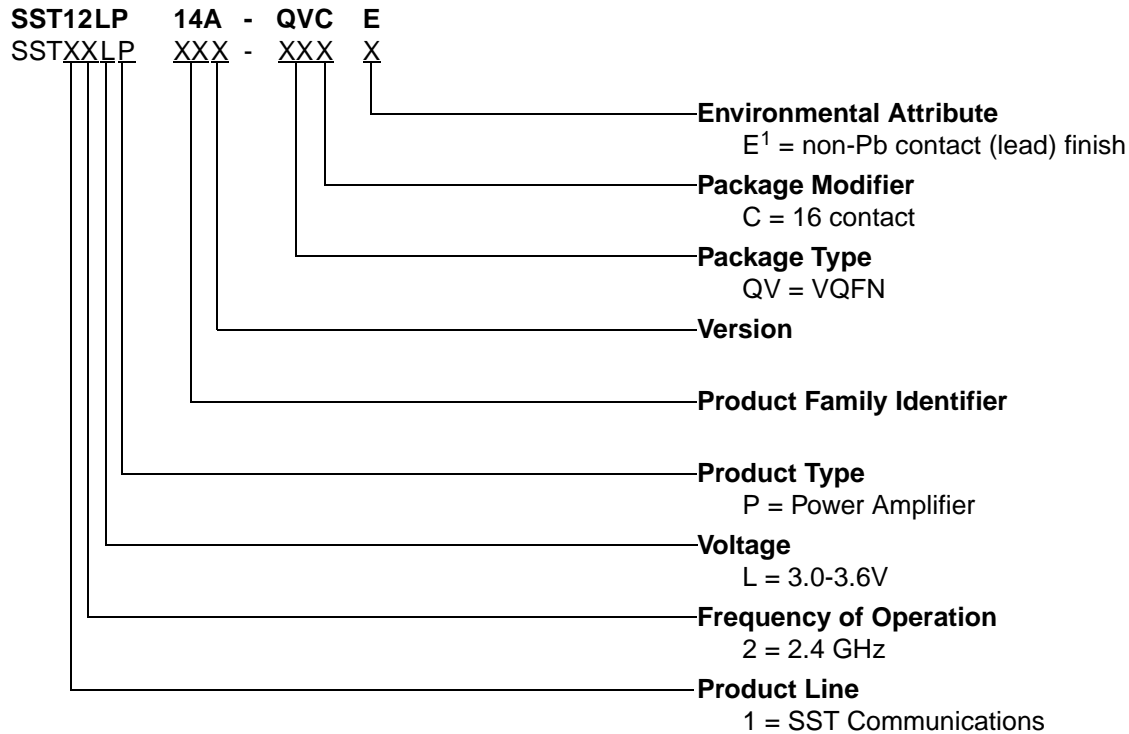 SST12LP 14A - QVC E
SSTXXLP XXX - XXX X
Environmental Attribute
E1 = non-Pb contact (lead) finish
Package Modifier
C = 16 contact
Package Type
QV = VQFN
Version
Product Family Identifier
Product Type
P = Power Amplifier
Voltage
L = 3.0-3.6V
Frequency of Operation
2 = 2.4 GHz
Product Line
1 = SST Communications